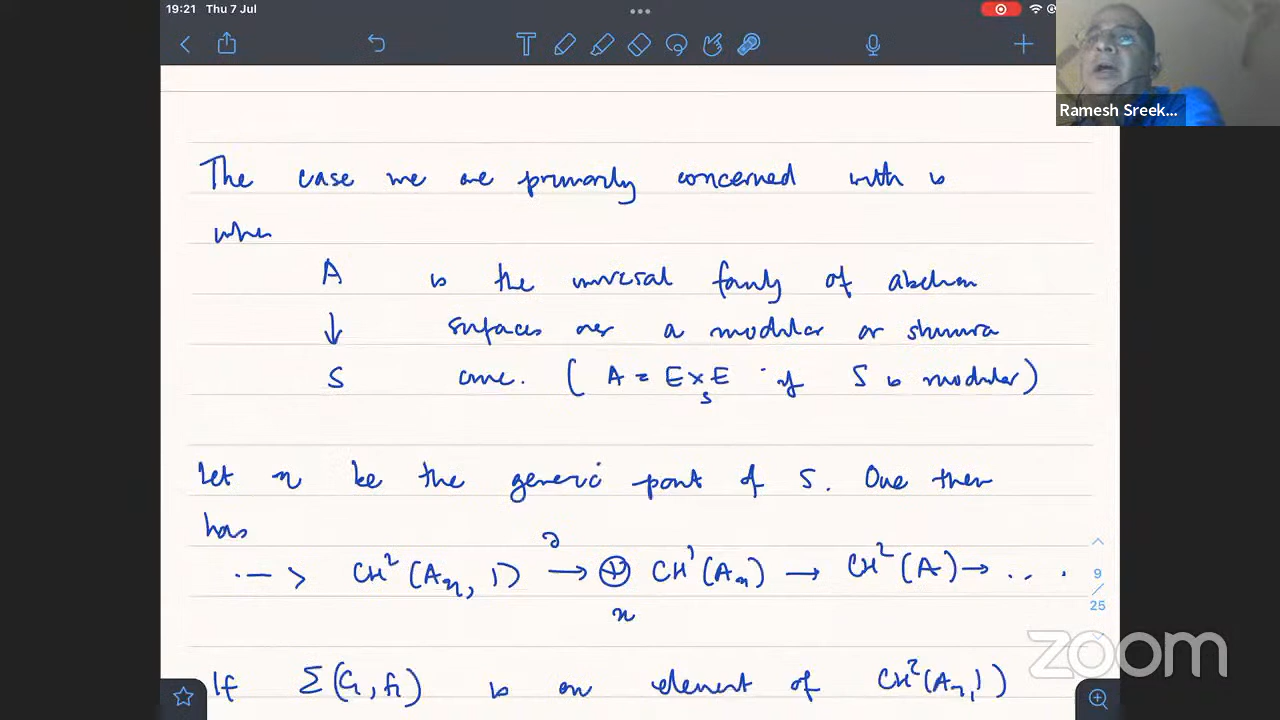 19:21 Thu 7 Jul
Ramesh Sreek...
The case we are primarily concerned with is
when
A is the universal family of abelian
↓ surfaces over a modular or shimura
S curve. ( A = E ×_S E if S is modular)
Let η be the generic point of S. One then
has
... → CH²(A_η, 1) →^∂ ⊕_x CH¹(A_x) → CH²(A) → ...
If Σ(C_i, f_i) is an element of CH²(A_η, 1)
9
/
25
zoom